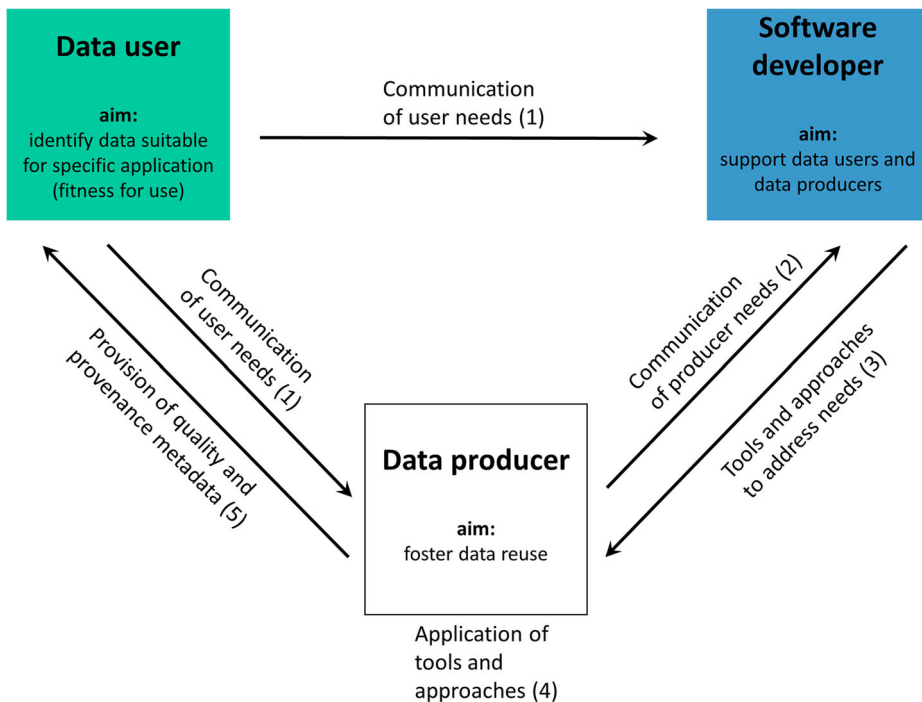 Data user
aim:
identify data suitable
for specific application
(fitness for use)
Communication
of user needs (1)
Software
developer
aim:
support data users and
data producers
Communication
of user needs (1)
Provision of quality and
provenance metadata (5)
Communication
of producer needs (2)
Tools and approaches
to address needs (3)
Data producer
aim:
foster data reuse
Application of
tools and
approaches (4)